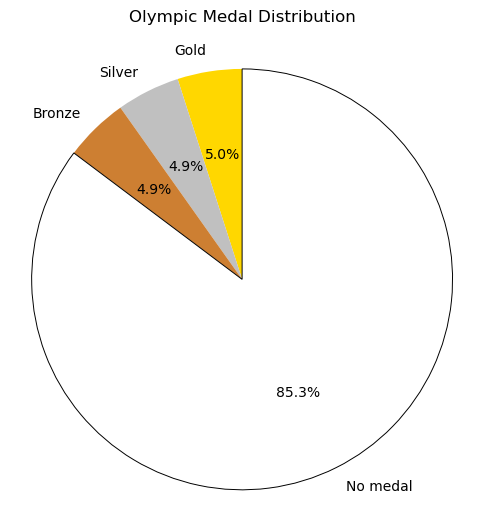 Olympic Medal Distribution
Gold
Silver
Bronze
5.0%
4.9%
4.9%
85.3%
No medal